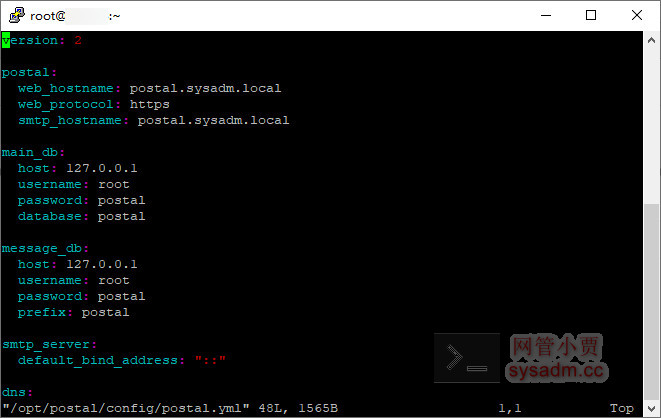 root@ :~
version: 2
postal:
web_hostname: postal.sysadm.local
web_protocol: https
smtp_hostname: postal.sysadm.local
main_db:
host: 127.0.0.1
username: root
password: postal
database: postal
message_db:
host: 127.0.0.1
username: root
password: postal
prefix: postal
smtp_server:
default_bind_address: "::"
dns:
"/opt/postal/config/postal.yml" 48L, 1565B 1,1 Top
>_
网管小贾
sysadm.cc